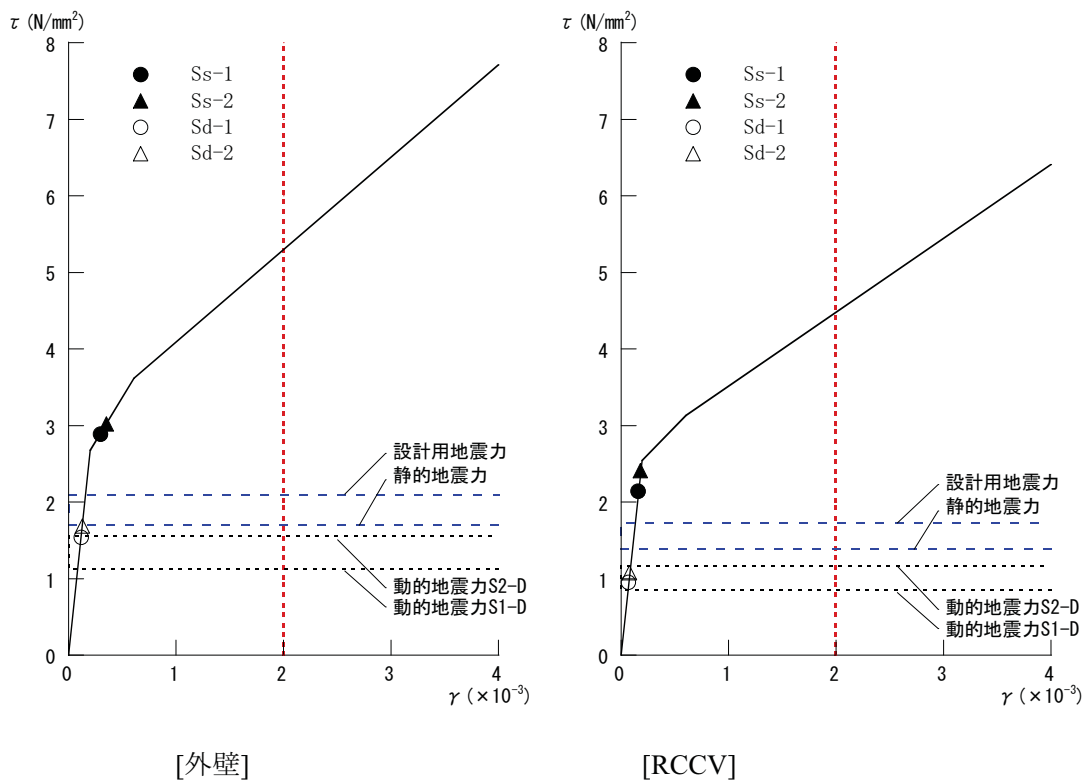 τ (N/mm²)
8
7
6
5
4
3
2
1
0
Ss-1
Ss-2
Sd-1
Sd-2
設計用地震力
静的地震力
動的地震力S2-D
動的地震力S1-D
0 1 2 3 4
γ (×10⁻³)
[外壁]
τ (N/mm²)
8
7
6
5
4
3
2
1
0
Ss-1
Ss-2
Sd-1
Sd-2
設計用地震力
静的地震力
動的地震力S2-D
動的地震力S1-D
0 1 2 3 4
γ (×10⁻³)
[RCCV]